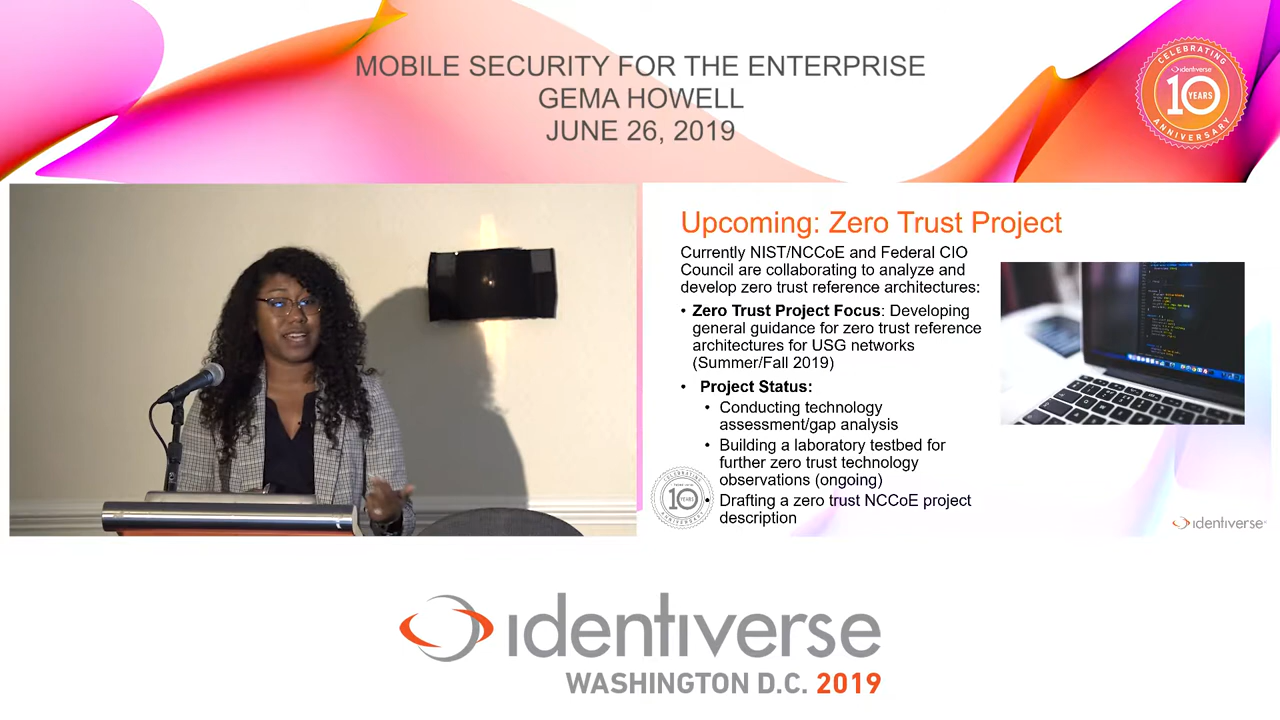 MOBILE SECURITY FOR THE ENTERPRISE
GEMA HOWELL
JUNE 26, 2019
CELEBRATING
identiverse
10
YEARS
ANNIVERSARY
Upcoming: Zero Trust Project
Currently NIST/NCCoE and Federal CIO
Council are collaborating to analyze and
develop zero trust reference architectures:
• Zero Trust Project Focus: Developing
general guidance for zero trust reference
architectures for USG networks
(Summer/Fall 2019)
• Project Status:
• Conducting technology
assessment/gap analysis
• Building a laboratory testbed for
further zero trust technology
observations (ongoing)
• Drafting a zero trust NCCoE project
description
CELEBRATING
10
YEARS
ANNIVERSARY
identiverse
identiverse
WASHINGTON D.C. 2019